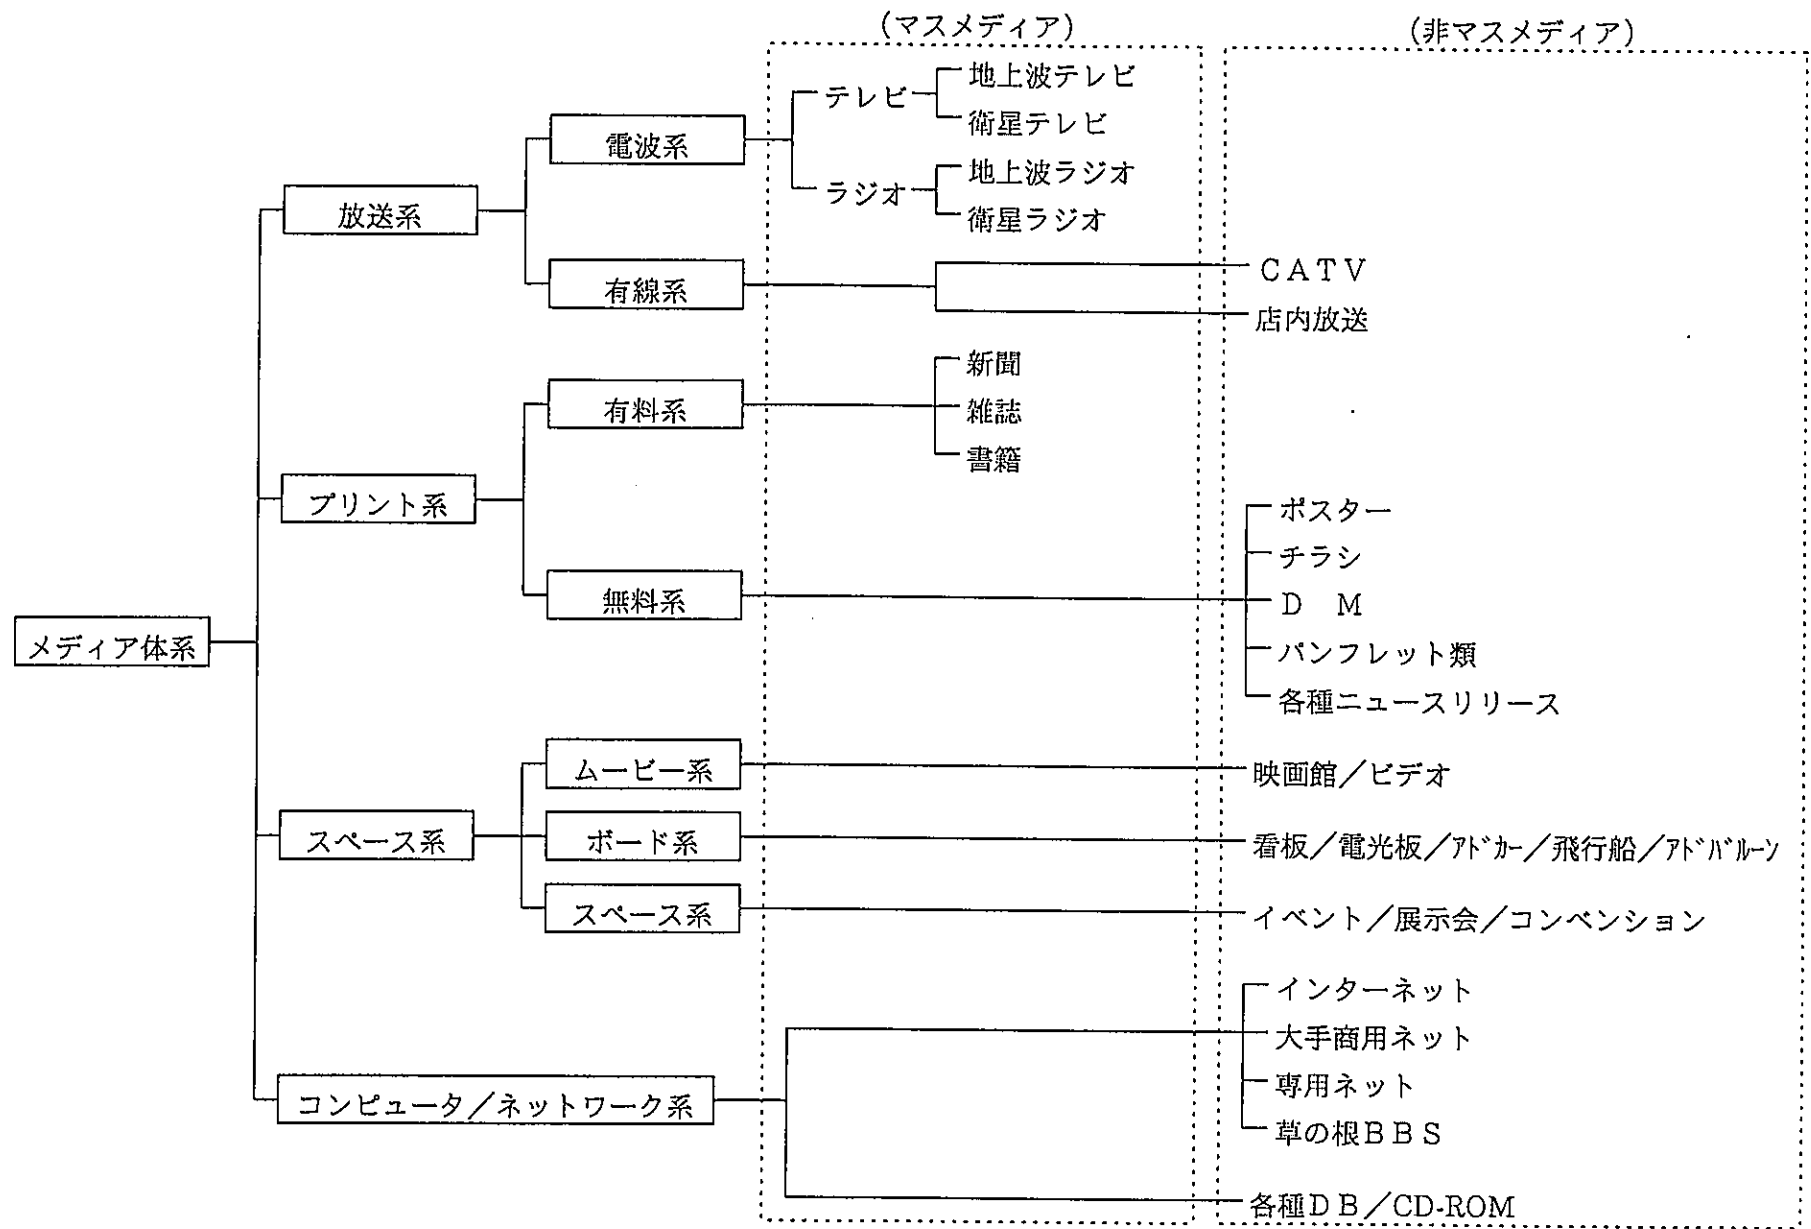 (マスメディア)
(非マスメディア)
メディア体系
放送系
電波系
テレビ
地上波テレビ
衛星テレビ
ラジオ
地上波ラジオ
衛星ラジオ
有線系
CATV
店内放送
プリント系
有料系
新聞
雑誌
書籍
無料系
ポスター
チラシ
D M
パンフレット類
各種ニュースリリース
スペース系
ムービー系
映画館/ビデオ
ボード系
看板/電光板/アドカー/飛行船/アドバルーン
スペース系
イベント/展示会/コンベンション
コンピュータ/ネットワーク系
インターネット
大手商用ネット
専用ネット
草の根BBS
各種DB/CD-ROM